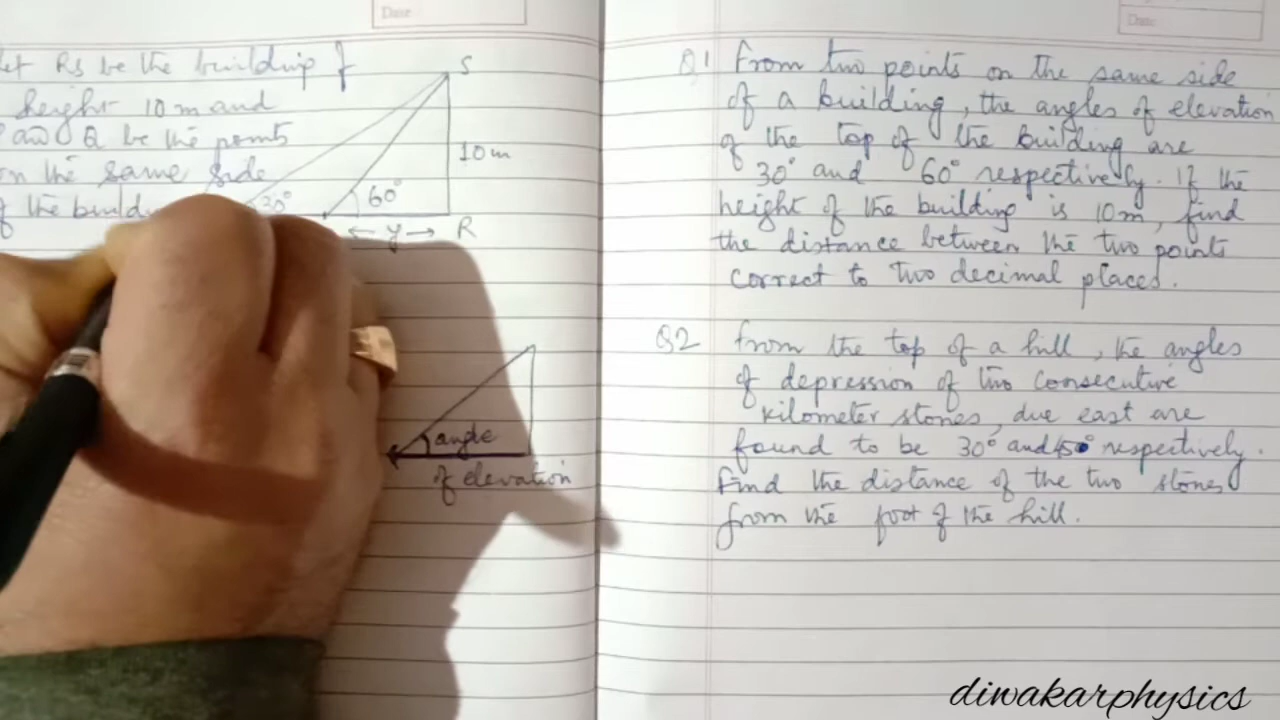 Date
Date
let RS be the building of
height 10 m and
and Q be the points
on the same side
of the
S
10 m
30°
60°
← y →
R
angle
of elevation
Q1 From two points on the same side
of a building, the angles of elevation
of the top of the building are
30° and 60° respectively. If the
height of the building is 10m, find
the distance between the two points
correct to two decimal places.
Q2 From the top of a hill, the angles
of depression of two consecutive
kilometer stones, due east are
found to be 30° and 45° respectively.
Find the distance of the two stones
from the foot of the hill.
diwakarphysics